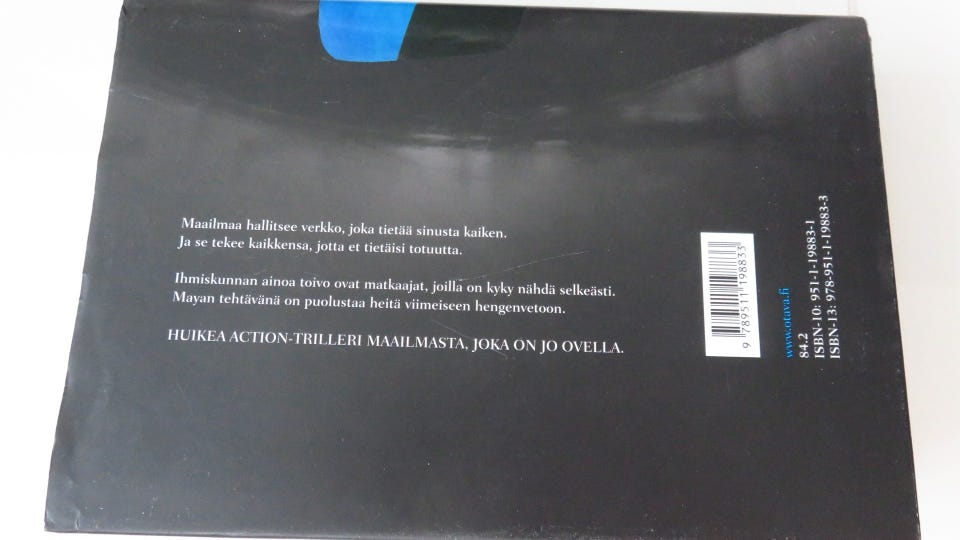 Maailmaa hallitsee verkko, joka tietää sinusta kaiken.
Ja se tekee kaikkensa, jotta et tietäisi totuutta.
Ihmiskunnan ainoa toivo ovat matkaajat, joilla on kyky nähdä selkeästi.
Mayan tehtävänä on puolustaa heitä viimeiseen hengenvetoon.
HUIKEA ACTION-TRILLERI MAAILMASTA, JOKA ON JO OVELLA.
9 789511 198833
www.otava.fi
84.2
ISBN-10: 951-1-19883-1
ISBN-13: 978-951-1-19883-3